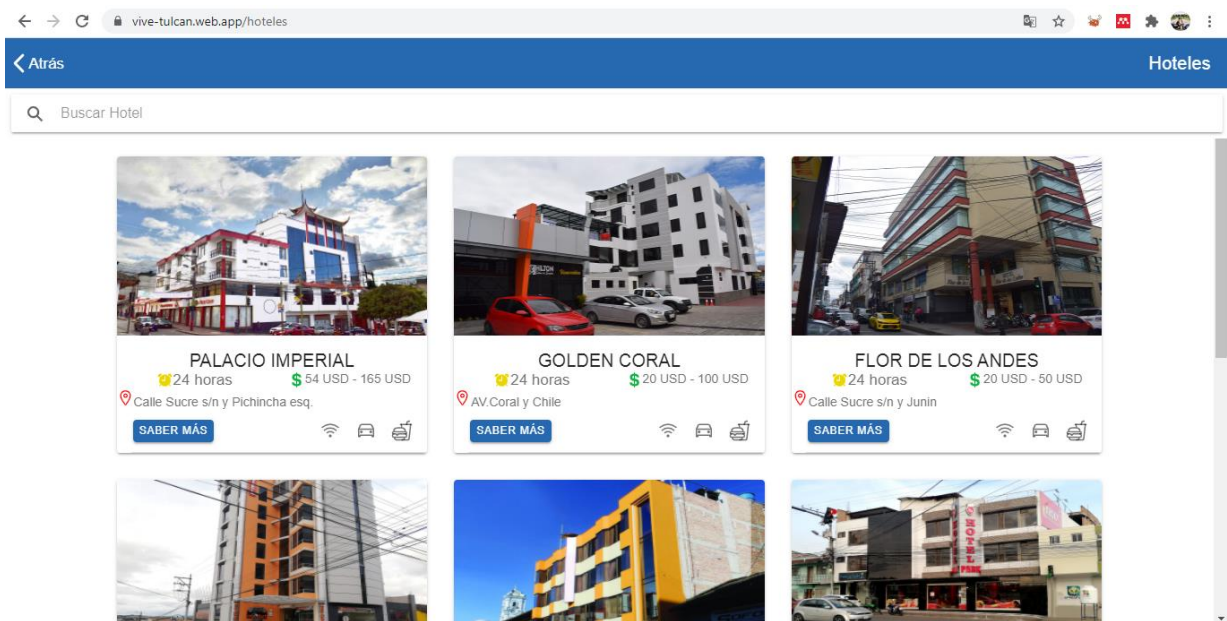 vive-tulcan.web.app/hoteles
Atrás
Hoteles
Buscar Hotel
PALACIO IMPERIAL
24 horas
$ 54 USD - 165 USD
Calle Sucre s/n y Pichincha esq.
SABER MÁS
GOLDEN CORAL
24 horas
$ 20 USD - 100 USD
AV.Coral y Chile
SABER MÁS
FLOR DE LOS ANDES
24 horas
$ 20 USD - 50 USD
Calle Sucre s/n y Junin
SABER MÁS
HOTEL